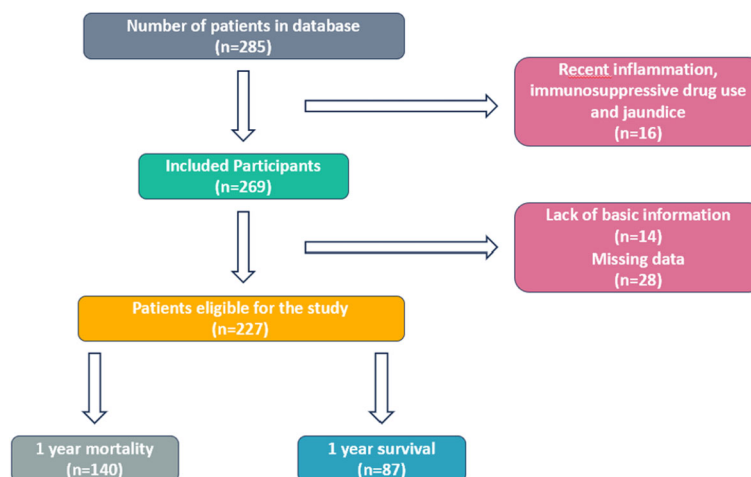 Number of patients in database
(n=285)
Recent inflammation,
immunosuppressive drug use
and jaundice
(n=16)
Included Participants
(n=269)
Lack of basic information
(n=14)
Missing data
(n=28)
Patients eligible for the study
(n=227)
1 year mortality
(n=140)
1 year survival
(n=87)